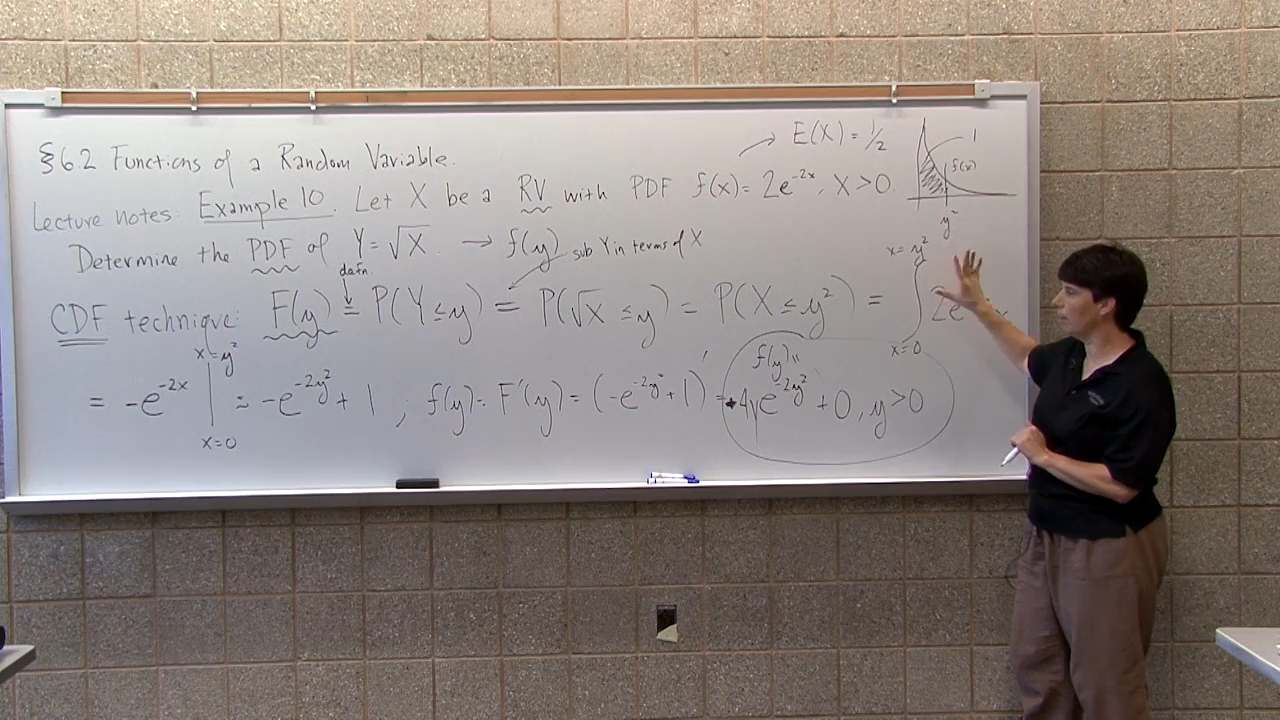 §6.2 Functions of a Random Variable.
→ E(X) = 1/2
1
f(x)
y²
Lecture notes: Example 10. Let X be a RV with PDF f(x) = 2e^{-2x}, X>0.
Determine the PDF of Y = √X → f(y) sub Y in terms of X
defn.
CDF technique: F(y) = P(Y ≤ y) = P(√X ≤ y) = P(X ≤ y²) = ∫_{x=0}^{x=y²} 2e
= -e^{-2x} |_{x=0}^{x=y²} = -e^{-2y²} + 1 ; f(y) = F'(y) = (-e^{-2y²} + 1)' = +4ye^{-2y²} + 0, y>0
f(y) "